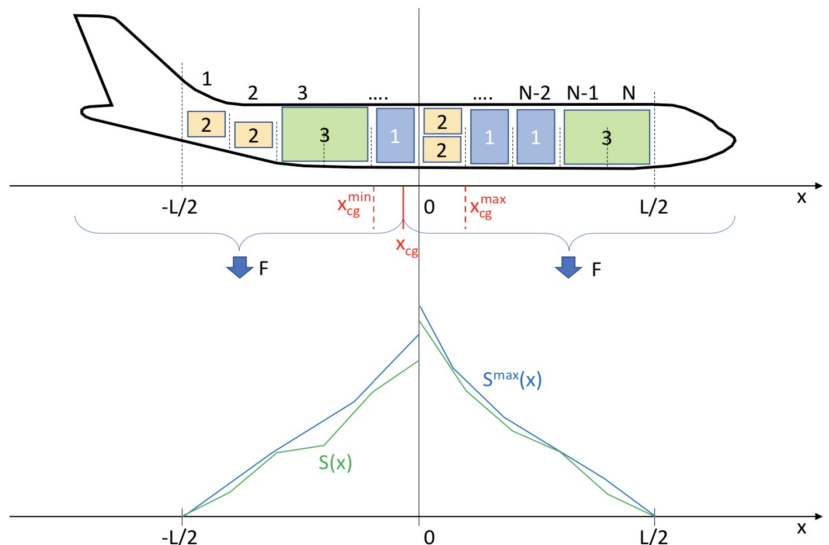 1 2 3 .... .... N-2 N-1 N
2 2 3 1 2 2 1 1 3
-L/2 x_cg^min 0 x_cg^max L/2 x
x_cg
F F
S^max(x)
S(x)
-L/2 0 L/2 x